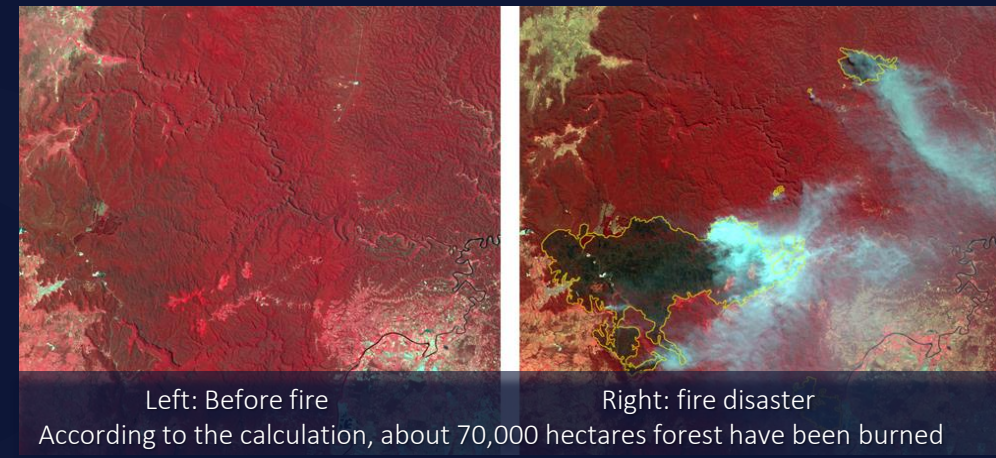 Left: Before fire
Right: fire disaster
According to the calculation, about 70,000 hectares forest have been burned